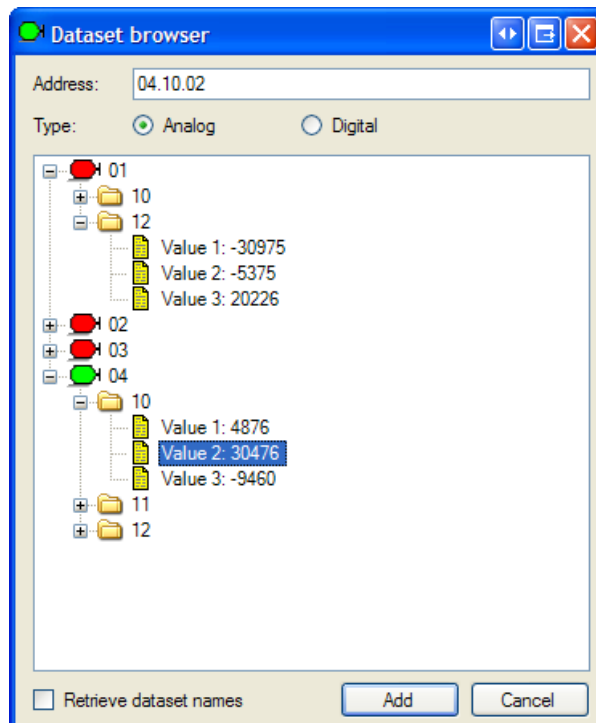 Dataset browser
Address: 04.10.02
Type: Analog Digital
01
10
12
Value 1: -30975
Value 2: -5375
Value 3: 20226
02
03
04
10
Value 1: 4876
Value 2: 30476
Value 3: -9460
11
12
Retrieve dataset names Add Cancel